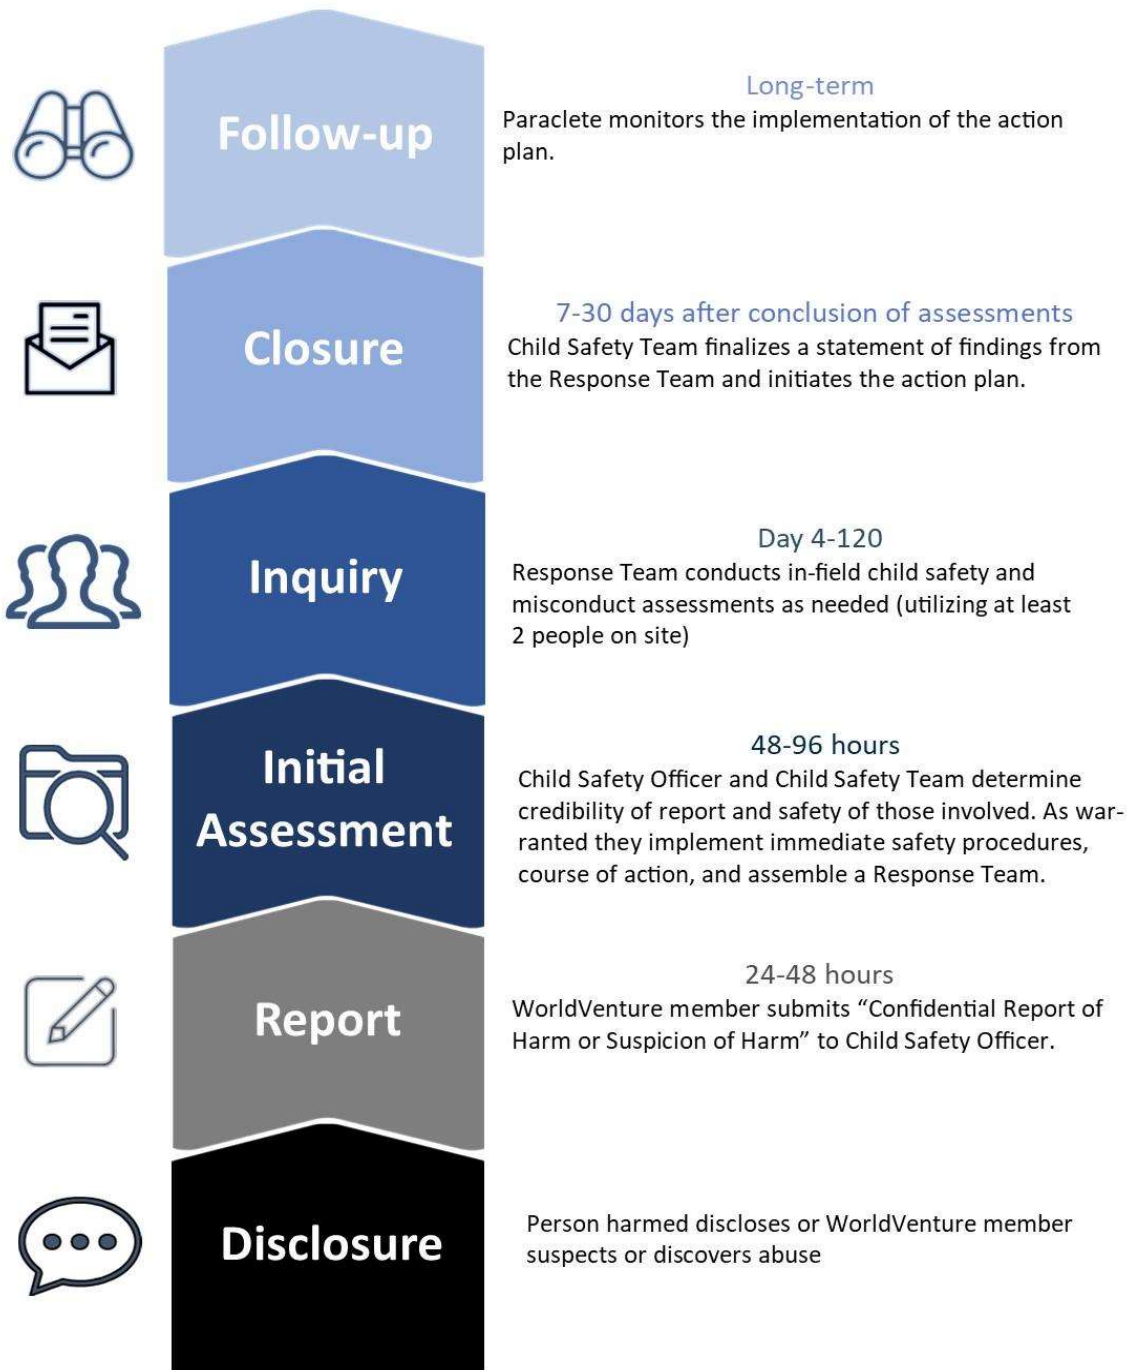 Long-term
Follow-up
Paraclete monitors the implementation of the action
plan.
7-30 days after conclusion of assessments
Closure
Child Safety Team finalizes a statement of findings from
the Response Team and initiates the action plan.
Day 4-120
Inquiry
Response Team conducts in-field child safety and
misconduct assessments as needed (utilizing at least
2 people on site)
48-96 hours
Initial
Assessment
Child Safety Officer and Child Safety Team determine
credibility of report and safety of those involved. As war-
ranted they implement immediate safety procedures,
course of action, and assemble a Response Team.
24-48 hours
Report
WorldVenture member submits “Confidential Report of
Harm or Suspicion of Harm” to Child Safety Officer.
Disclosure
Person harmed discloses or WorldVenture member
suspects or discovers abuse